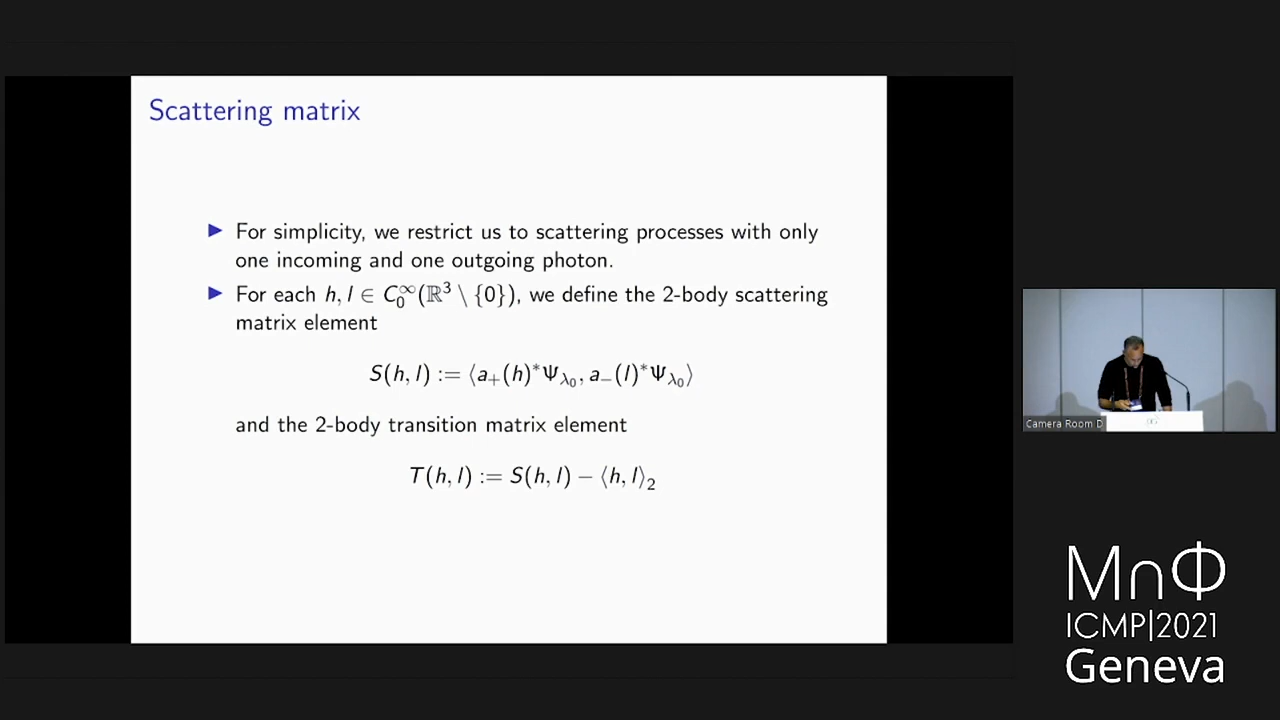 Scattering matrix
▶ For simplicity, we restrict us to scattering processes with only
one incoming and one outgoing photon.
▶ For each h, l ∈ C₀^∞(ℝ³ \ {0}), we define the 2-body scattering
matrix element
S(h, l) := ⟨a₊(h)*Ψ_λ₀, a₋(l)*Ψ_λ₀⟩
and the 2-body transition matrix element
T(h, l) := S(h, l) − ⟨h, l⟩₂
Camera Room D
M∩Φ
ICMP|2021
Geneva